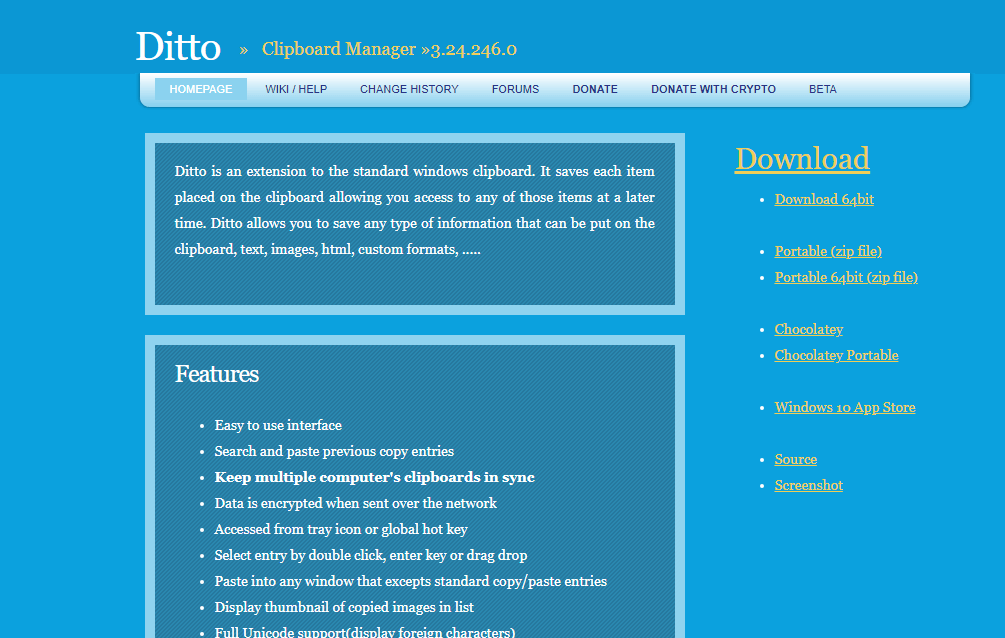 Ditto » Clipboard Manager »3.24.246.0
HOMEPAGE WIKI / HELP CHANGE HISTORY FORUMS DONATE DONATE WITH CRYPTO BETA
Ditto is an extension to the standard windows clipboard. It saves each item
placed on the clipboard allowing you access to any of those items at a later
time. Ditto allows you to save any type of information that can be put on the
clipboard, text, images, html, custom formats, .....
Features
• Easy to use interface
• Search and paste previous copy entries
• Keep multiple computer's clipboards in sync
• Data is encrypted when sent over the network
• Accessed from tray icon or global hot key
• Select entry by double click, enter key or drag drop
• Paste into any window that excepts standard copy/paste entries
• Display thumbnail of copied images in list
• Full Unicode support(display foreign characters)
Download
• Download 64bit
• Portable (zip file)
• Portable 64bit (zip file)
• Chocolatey
• Chocolatey Portable
• Windows 10 App Store
• Source
• Screenshot